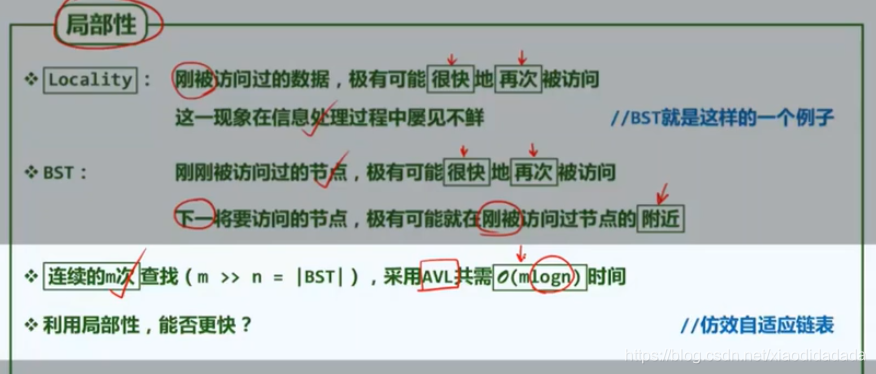 局部性
❖ Locality： 刚被访问过的数据，极有可能很快地再次被访问
这一现象在信息处理过程中屡见不鲜 //BST就是这样的一个例子
❖ BST： 刚刚被访问过的节点，极有可能很快地再次被访问
下一将要访问的节点，极有可能就在刚被访问过节点的附近
❖ 连续的m次查找（m >> n = |BST|），采用AVL共需O(mlogn)时间
❖ 利用局部性，能否更快？ //仿效自适应链表
https://blog.csdn.net/xiaodidadada